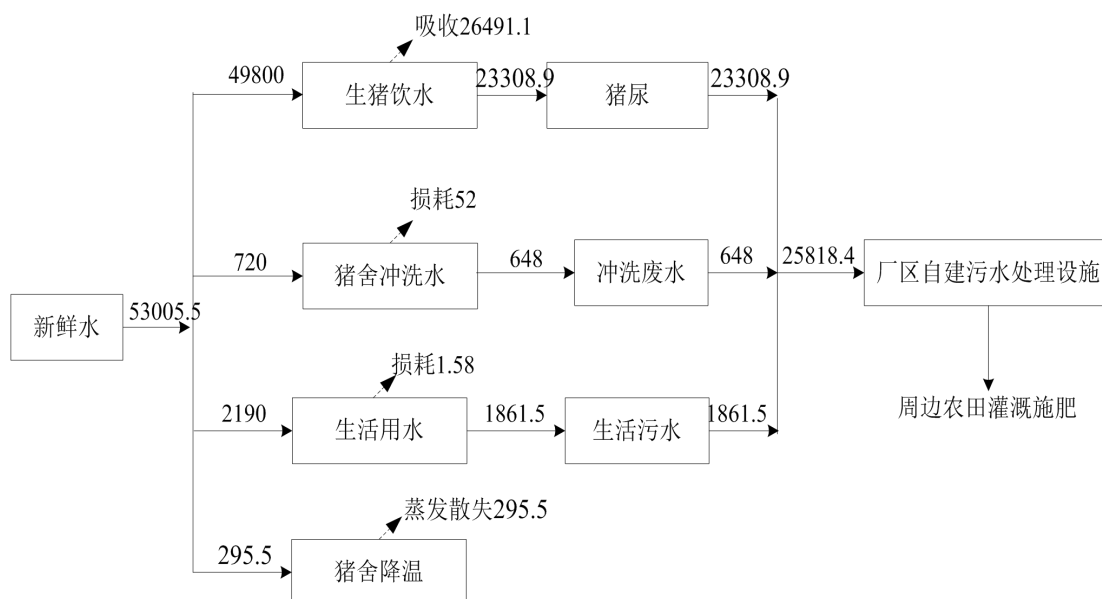 吸收26491.1
49800
生猪饮水
23308.9
猪尿
23308.9
损耗52
720
猪舍冲洗水
648
冲洗废水
648
25818.4
厂区自建污水处理设施
新鲜水
53005.5
损耗1.58
2190
生活用水
1861.5
生活污水
1861.5
周边农田灌溉施肥
蒸发散失295.5
295.5
猪舍降温